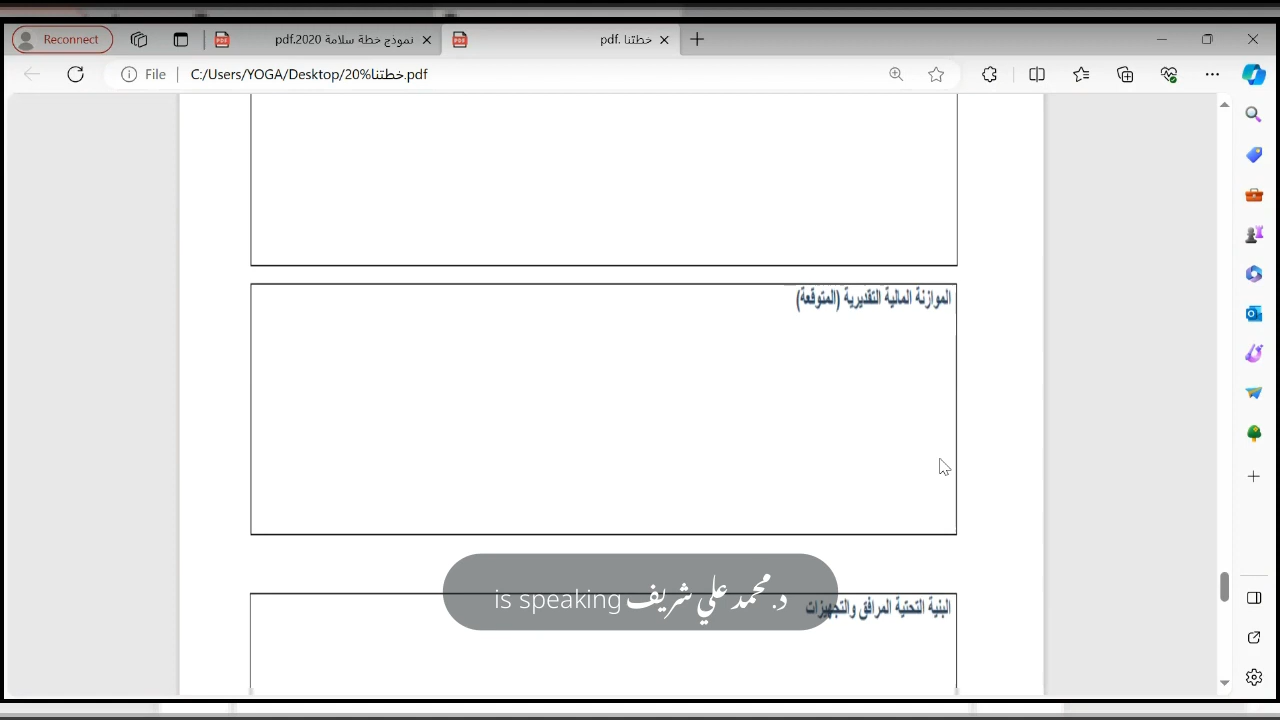 Reconnect
نموذج خطة سلامة 2020.pdf
خطتنا .pdf
File
C:/Users/YOGA/Desktop/20%خطتنا.pdf
الموازنة المالية التقديرية (المتوقعة)
د. محمد علي شريف is speaking
البنية التحتية المرافق والتجهيزات